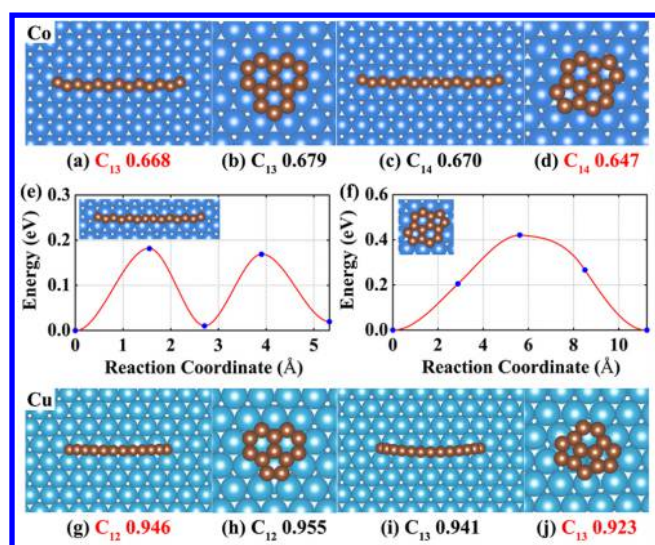 Co
(a) C₁₃ 0.668 (b) C₁₃ 0.679 (c) C₁₄ 0.670 (d) C₁₄ 0.647
(e)
Energy (eV)
0.3
0.2
0.1
0.0
0 1 2 3 4 5
Reaction Coordinate (Å)
(f)
Energy (eV)
0.6
0.4
0.2
0.0
0 2 4 6 8 10
Reaction Coordinate (Å)
Cu
(g) C₁₂ 0.946 (h) C₁₂ 0.955 (i) C₁₃ 0.941 (j) C₁₃ 0.923